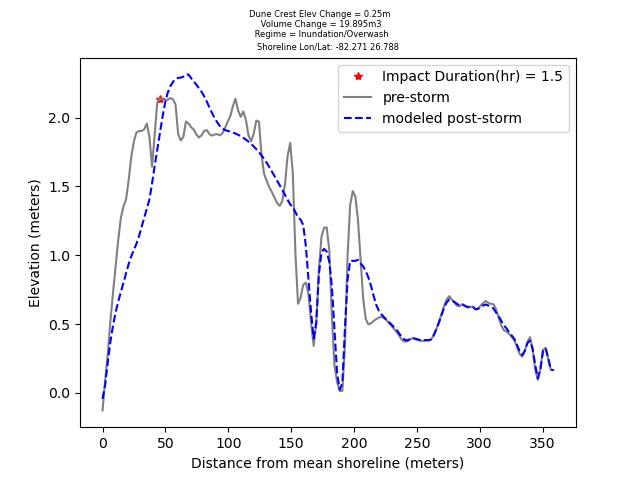 Dune Crest Elev Change = 0.25m
Volume Change = 19.895m3
Regime = Inundation/Overwash
Shoreline Lon/Lat: -82.271 26.788
Impact Duration(hr) = 1.5
pre-storm
modeled post-storm
Elevation (meters)
2.0
1.5
1.0
0.5
0.0
0 50 100 150 200 250 300 350
Distance from mean shoreline (meters)